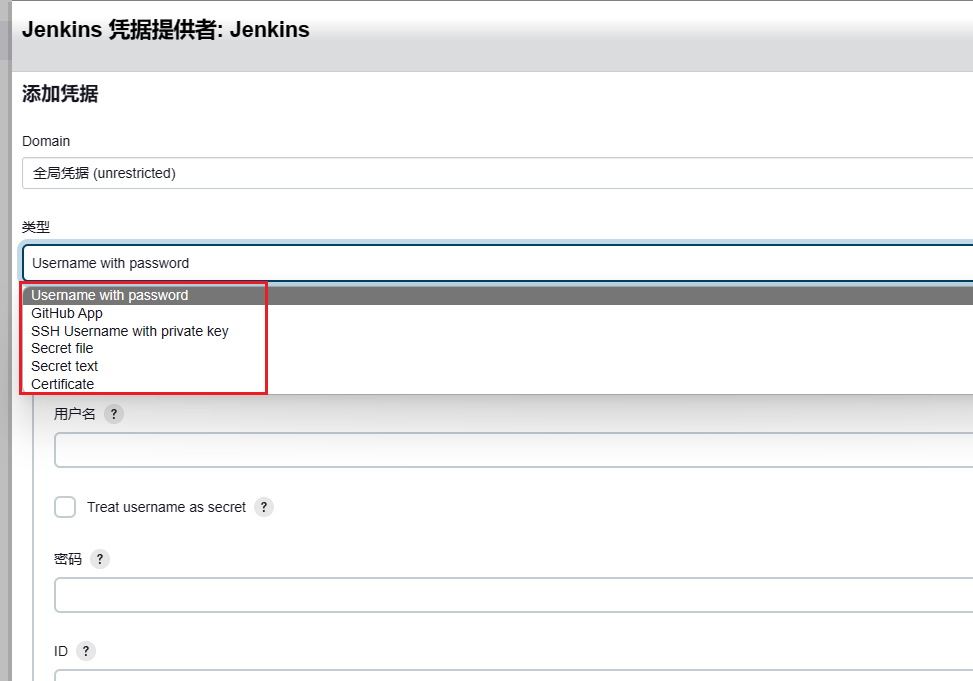 Jenkins 凭据提供者: Jenkins
添加凭据
Domain
全局凭据 (unrestricted)
类型
Username with password
Username with password
GitHub App
SSH Username with private key
Secret file
Secret text
Certificate
用户名 ?
Treat username as secret ?
密码 ?
ID ?